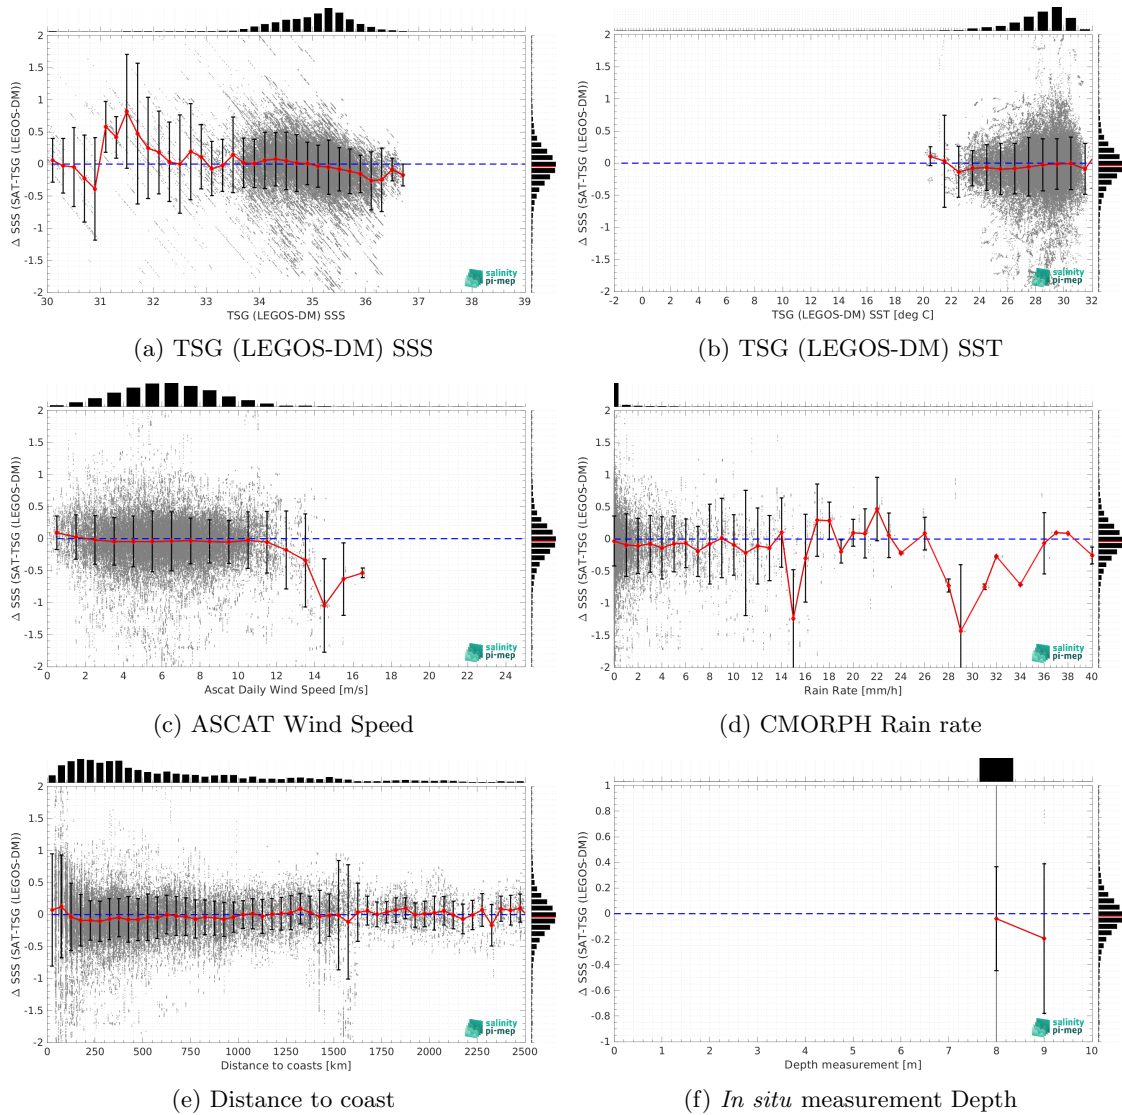 2
1.5
1
0.5
0
-0.5
-1
-1.5
-2
Δ SSS (SAT-TSG (LEGOS-DM))
30 31 32 33 34 35 36 37 38 39
TSG (LEGOS-DM) SSS
salinity
pi-mep
(a) TSG (LEGOS-DM) SSS
2
1.5
1
0.5
0
-0.5
-1
-1.5
-2
Δ SSS (SAT-TSG (LEGOS-DM))
-2 0 2 4 6 8 10 12 14 16 18 20 22 24 26 28 30 32
TSG (LEGOS-DM) SST [deg C]
salinity
pi-mep
(b) TSG (LEGOS-DM) SST
2
1.5
1
0.5
0
-0.5
-1
-1.5
-2
Δ SSS (SAT-TSG (LEGOS-DM))
0 2 4 6 8 10 12 14 16 18 20 22 24
Ascat Daily Wind Speed [m/s]
salinity
pi-mep
(c) ASCAT Wind Speed
2
1.5
1
0.5
0
-0.5
-1
-1.5
-2
Δ SSS (SAT-TSG (LEGOS-DM))
0 2 4 6 8 10 12 14 16 18 20 22 24 26 28 30 32 34 36 38 40
Rain Rate [mm/h]
salinity
pi-mep
(d) CMORPH Rain rate
2
1.5
1
0.5
0
-0.5
-1
-1.5
-2
Δ SSS (SAT-TSG (LEGOS-DM))
0 250 500 750 1000 1250 1500 1750 2000 2250 2500
Distance to coasts [km]
salinity
pi-mep
(e) Distance to coast
1
0.8
0.6
0.4
0.2
0
-0.2
-0.4
-0.6
-0.8
-1
Δ SSS (SAT-TSG (LEGOS-DM))
0 1 2 3 4 5 6 7 8 9 10
Depth measurement [m]
salinity
pi-mep
(f) In situ measurement Depth